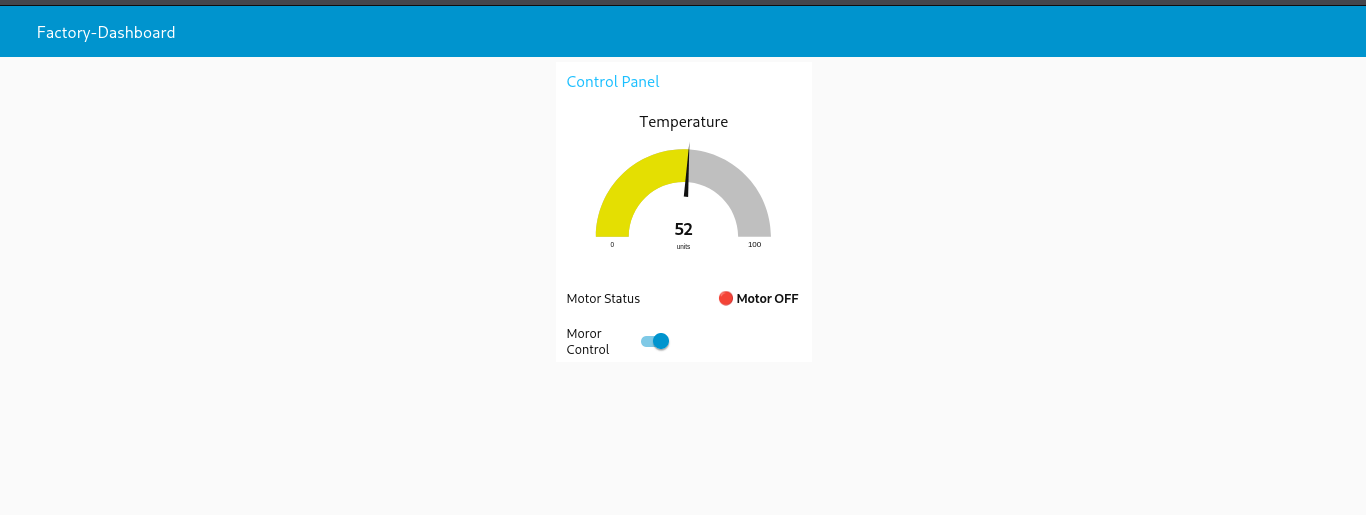 Factory-Dashboard
Control Panel
Temperature
52
units
0
100
Motor Status
🔴 Motor OFF
Moror
Control